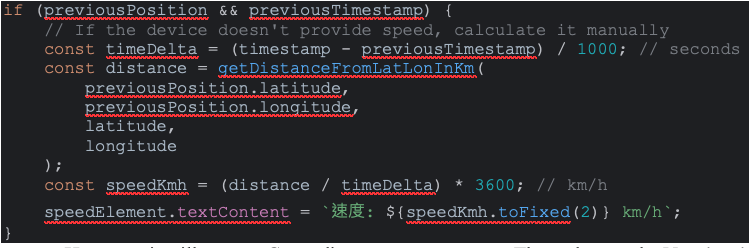 if (previousPosition && previousTimestamp) {
    // If the device doesn't provide speed, calculate it manually
    const timeDelta = (timestamp - previousTimestamp) / 1000; // seconds
    const distance = getDistanceFromLatLonInKm(
        previousPosition.latitude,
        previousPosition.longitude,
        latitude,
        longitude
    );
    const speedKmh = (distance / timeDelta) * 3600; // km/h
    speedElement.textContent = `速度: ${speedKmh.toFixed(2)} km/h`;
}